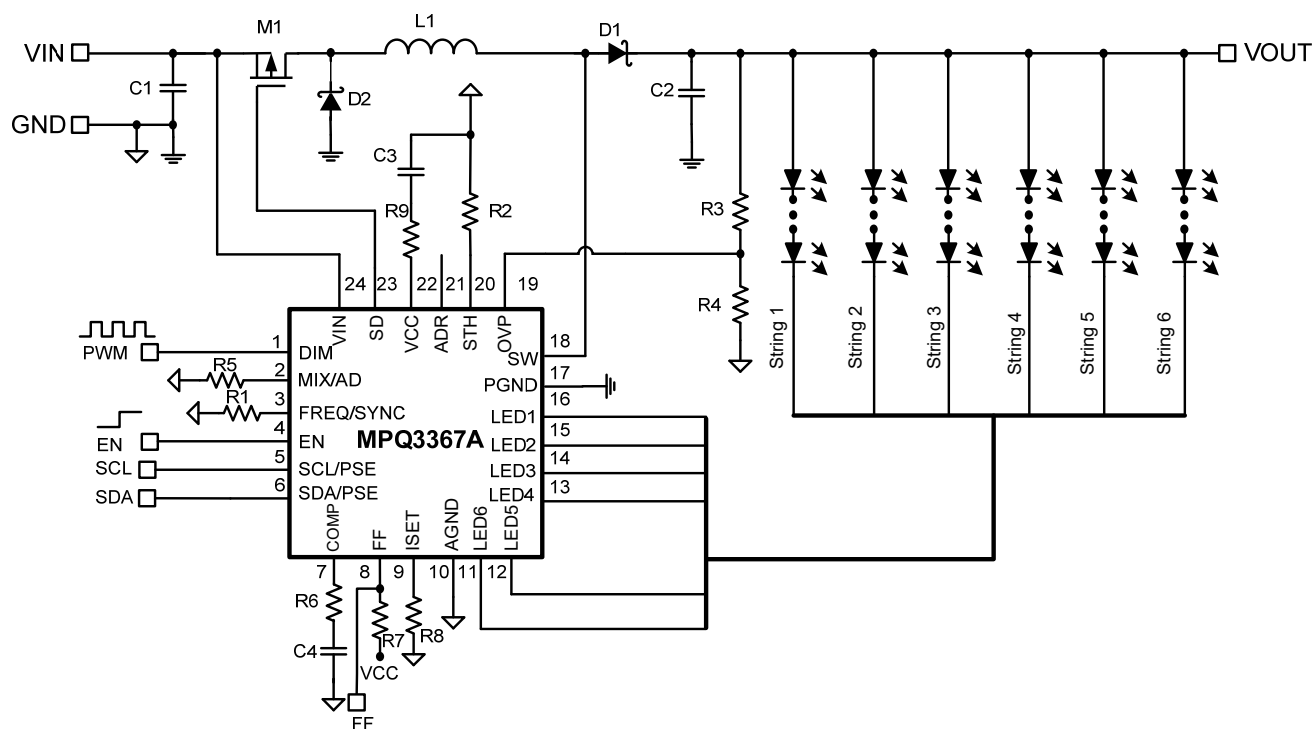 M1
L1
D1
VIN
VOUT
C1
D2
C2
GND
C3
R9
R2
R3
R4
24
23
22
21
20
19
VIN
SD
VCC
ADR
STH
OVP
String 1
String 2
String 3
String 4
String 5
String 6
PWM
1
DIM
SW
18
R5
2
MIX/AD
PGND
17
R1
3
FREQ/SYNC
LED1
16
EN
4
EN
MPQ3367A
LED2
15
SCL
5
SCL/PSE
LED3
14
SDA
6
SDA/PSE
LED4
13
COMP
FF
ISET
AGND
LED6
LED5
7
8
9
10
11
12
R6
R7
R8
C4
VCC